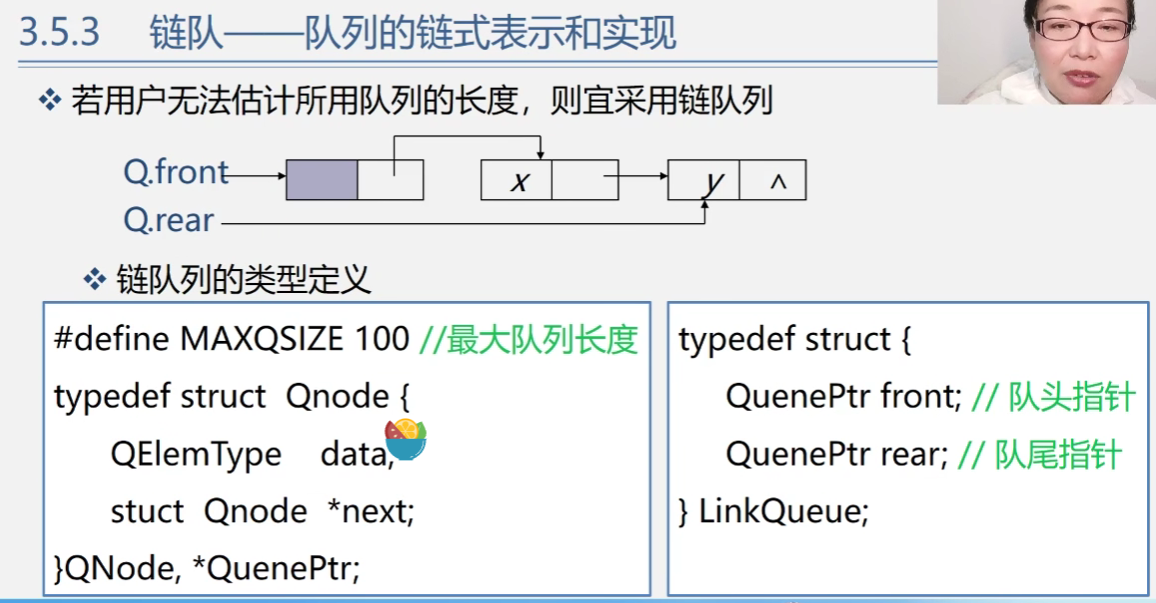 3.5.3 链队——队列的链式表示和实现
若用户无法估计所用队列的长度，则宜采用链队列
Q.front
x
y ^
Q.rear
链队列的类型定义
#define MAXQSIZE 100 //最大队列长度
typedef struct Qnode {
QElemType data;
stuct Qnode *next;
}QNode, *QuenePtr;
typedef struct {
QuenePtr front; // 队头指针
QuenePtr rear; // 队尾指针
} LinkQueue;